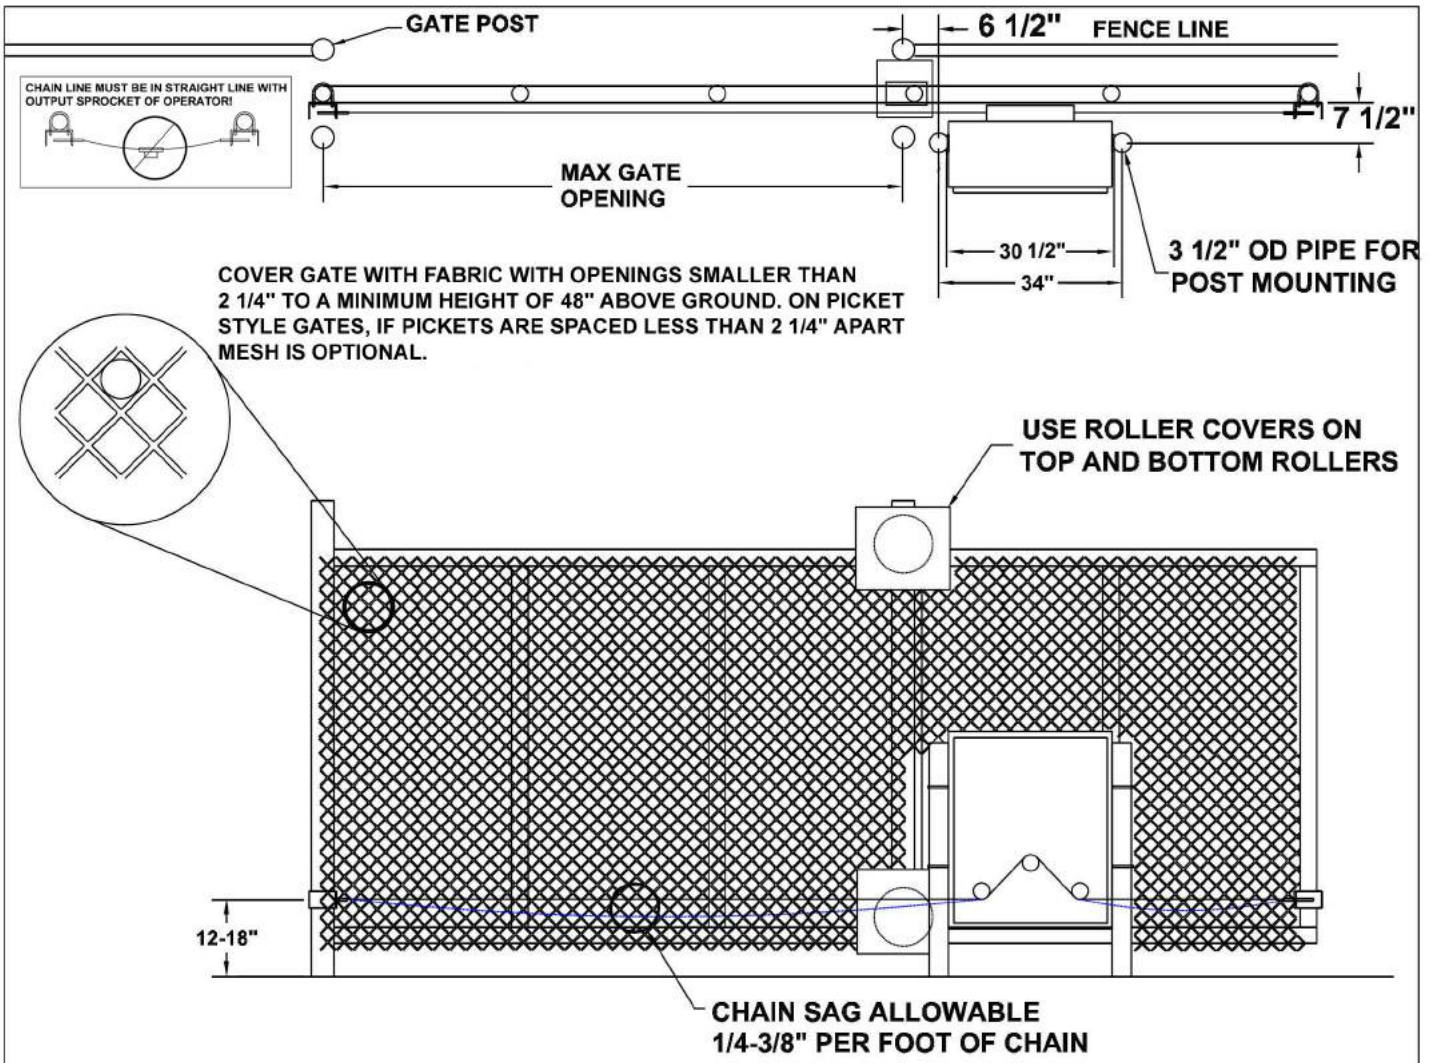 GATE POST
6 1/2"
FENCE LINE
CHAIN LINE MUST BE IN STRAIGHT LINE WITH
OUTPUT SPROCKET OF OPERATOR!
7 1/2"
MAX GATE
OPENING
30 1/2"
34"
3 1/2" OD PIPE FOR
POST MOUNTING
COVER GATE WITH FABRIC WITH OPENINGS SMALLER THAN
2 1/4" TO A MINIMUM HEIGHT OF 48" ABOVE GROUND. ON PICKET
STYLE GATES, IF PICKETS ARE SPACED LESS THAN 2 1/4" APART
MESH IS OPTIONAL.
USE ROLLER COVERS ON
TOP AND BOTTOM ROLLERS
12-18"
CHAIN SAG ALLOWABLE
1/4-3/8" PER FOOT OF CHAIN